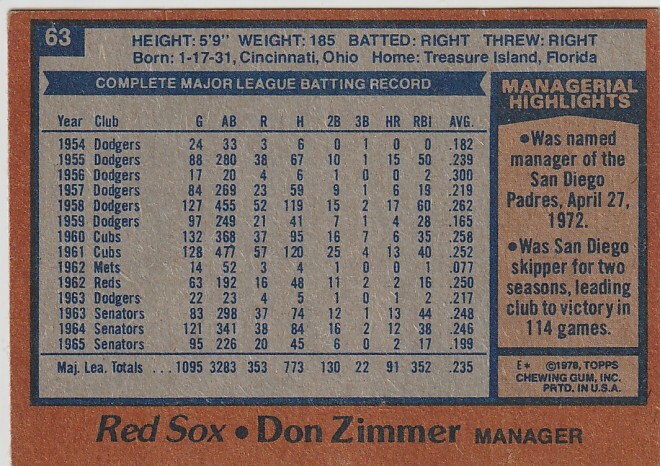 63
HEIGHT: 5'9" WEIGHT: 185 BATTED: RIGHT THREW: RIGHT
Born: 1-17-31, Cincinnati, Ohio Home: Treasure Island, Florida
COMPLETE MAJOR LEAGUE BATTING RECORD
Year Club G AB R H 2B 3B HR RBI AVG.
1954 Dodgers 24 33 3 6 0 1 0 0 .182
1955 Dodgers 88 280 38 67 10 1 15 50 .239
1956 Dodgers 17 20 4 6 1 0 0 2 .300
1957 Dodgers 84 269 23 59 9 1 6 19 .219
1958 Dodgers 127 455 52 119 15 2 17 60 .262
1959 Dodgers 97 249 21 41 7 1 4 28 .165
1960 Cubs 132 368 37 95 16 7 6 35 .258
1961 Cubs 128 477 57 120 25 4 13 40 .252
1962 Mets 14 52 3 4 1 0 0 1 .077
1962 Reds 63 192 16 48 11 2 2 16 .250
1963 Dodgers 22 23 4 5 1 0 1 2 .217
1963 Senators 83 298 37 74 12 1 13 44 .248
1964 Senators 121 341 38 84 16 2 12 38 .246
1965 Senators 95 226 20 45 6 0 2 17 .199
Maj. Lea. Totals ... 1095 3283 353 773 130 22 91 352 .235
MANAGERIAL
HIGHLIGHTS
•Was named
manager of the
San Diego
Padres, April 27,
1972.
•Was San Diego
skipper for two
seasons, leading
club to victory in
114 games.
E* ©1978, TOPPS
CHEWING GUM, INC.
PRTD. IN U.S.A.
Red Sox • Don Zimmer MANAGER